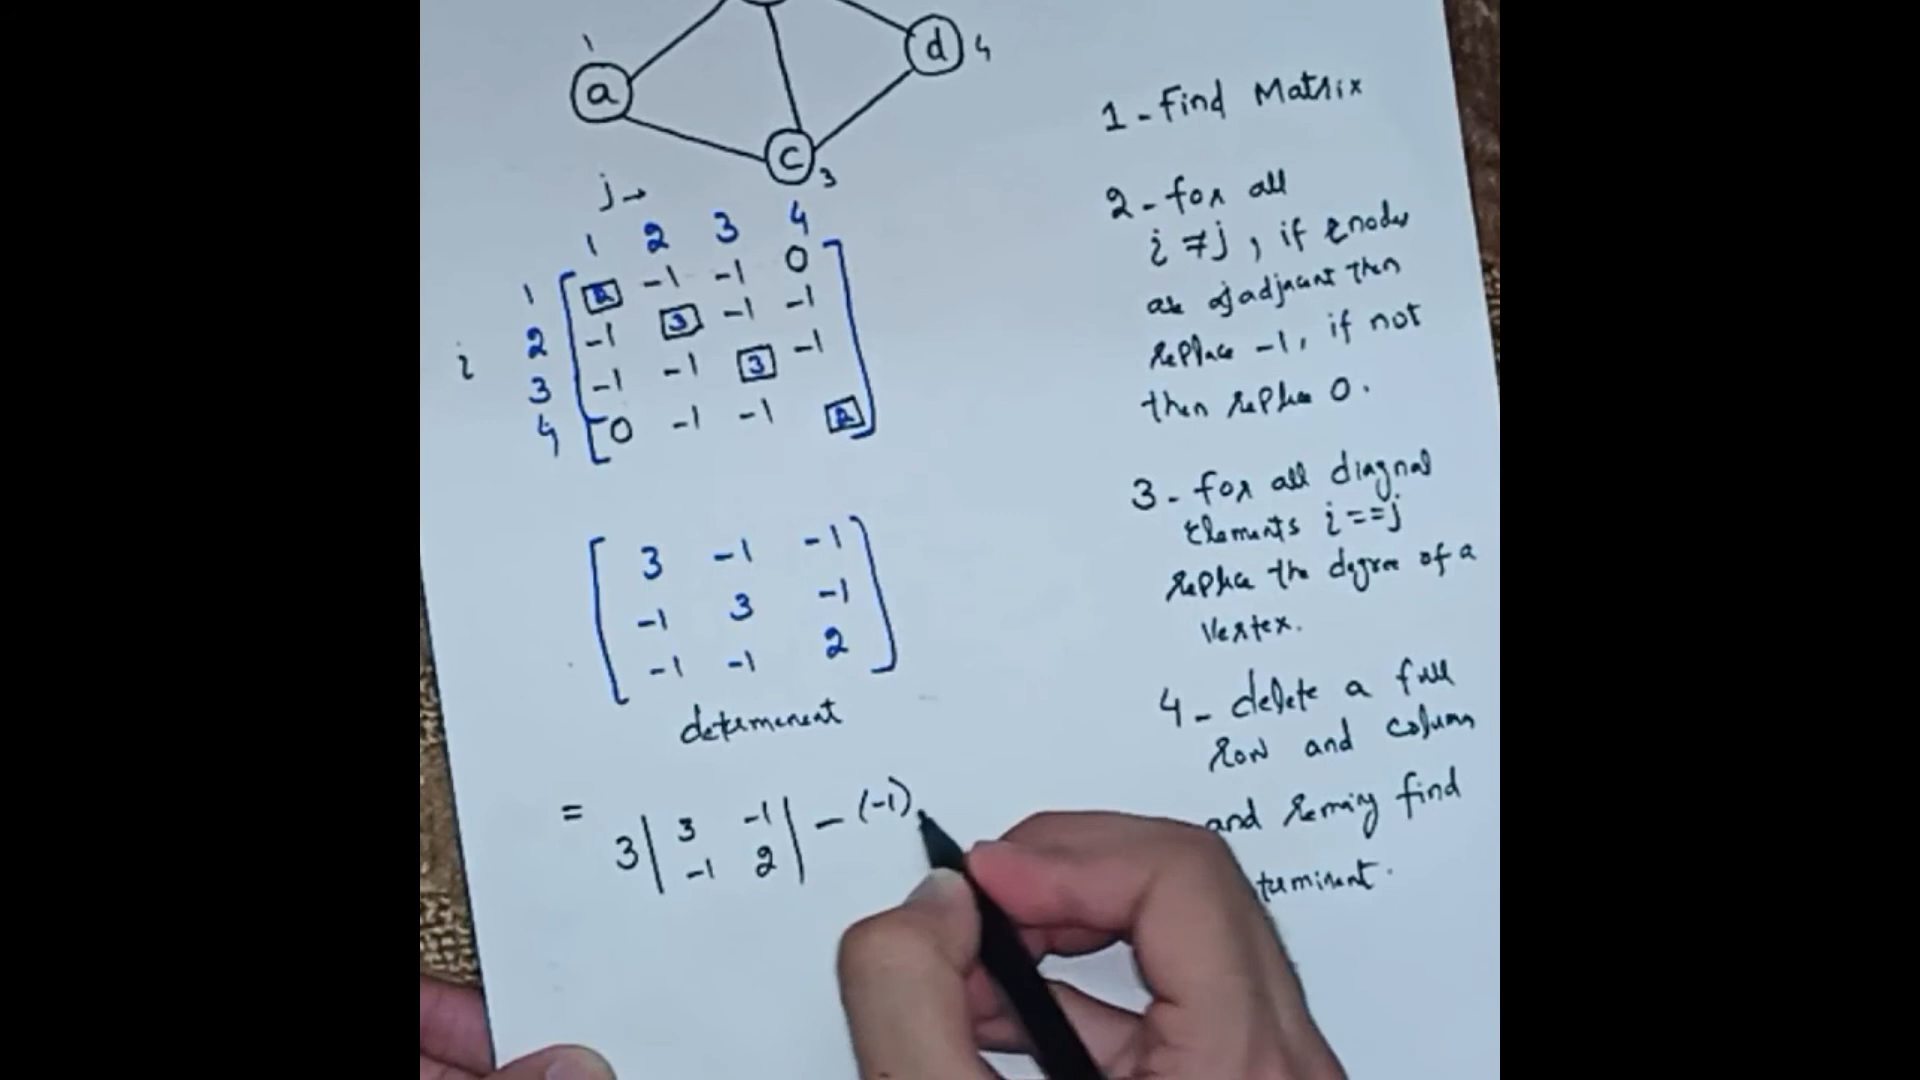 1
a
d 4
c 3
j→
1 2 3 4
1 2 -1 -1 0
2 -1 3 -1 -1
i 3 -1 -1 3 -1
4 0 -1 -1 2
3 -1 -1
-1 3 -1
-1 -1 2
determenent
= 3 | 3 -1 | - (-1)
-1 2
1 - Find Matrix
2 - for all
i ≠ j , if nodes
are adjacent then
replace -1, if not
then replace 0.
3 - for all diagnal
Elements i==j
replace the degree of a
Vertex.
4 - delete a full
row and column
and find
terminent.